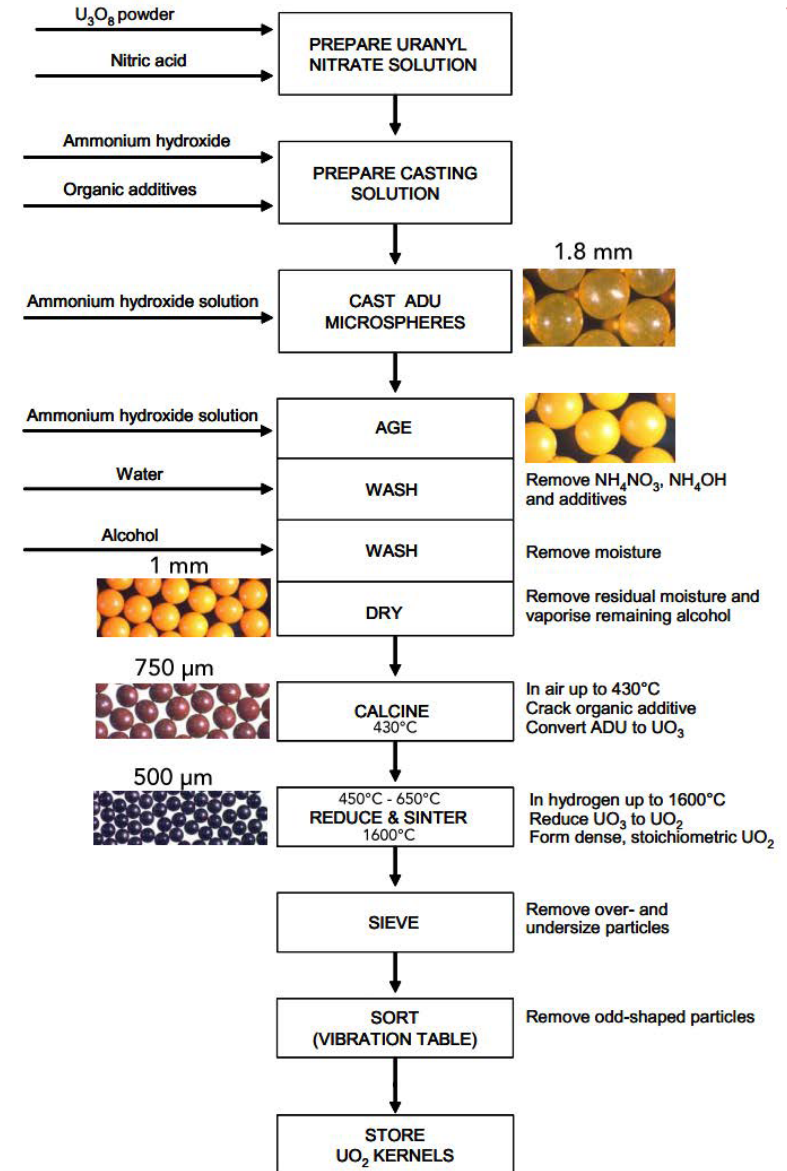 U₃O₈ powder
Nitric acid
PREPARE URANYL
NITRATE SOLUTION
Ammonium hydroxide
Organic additives
PREPARE CASTING
SOLUTION
1.8 mm
Ammonium hydroxide solution
CAST ADU
MICROSPHERES
Ammonium hydroxide solution
AGE
Water
WASH
Remove NH₄NO₃, NH₄OH
and additives
Alcohol
WASH
Remove moisture
1 mm
DRY
Remove residual moisture and
vaporise remaining alcohol
750 µm
CALCINE
430°C
In air up to 430°C
Crack organic additive
Convert ADU to UO₃
500 µm
450°C - 650°C
REDUCE & SINTER
1600°C
In hydrogen up to 1600°C
Reduce UO₃ to UO₂
Form dense, stoichiometric UO₂
SIEVE
Remove over- and
undersize particles
SORT
(VIBRATION TABLE)
Remove odd-shaped particles
STORE
UO₂ KERNELS